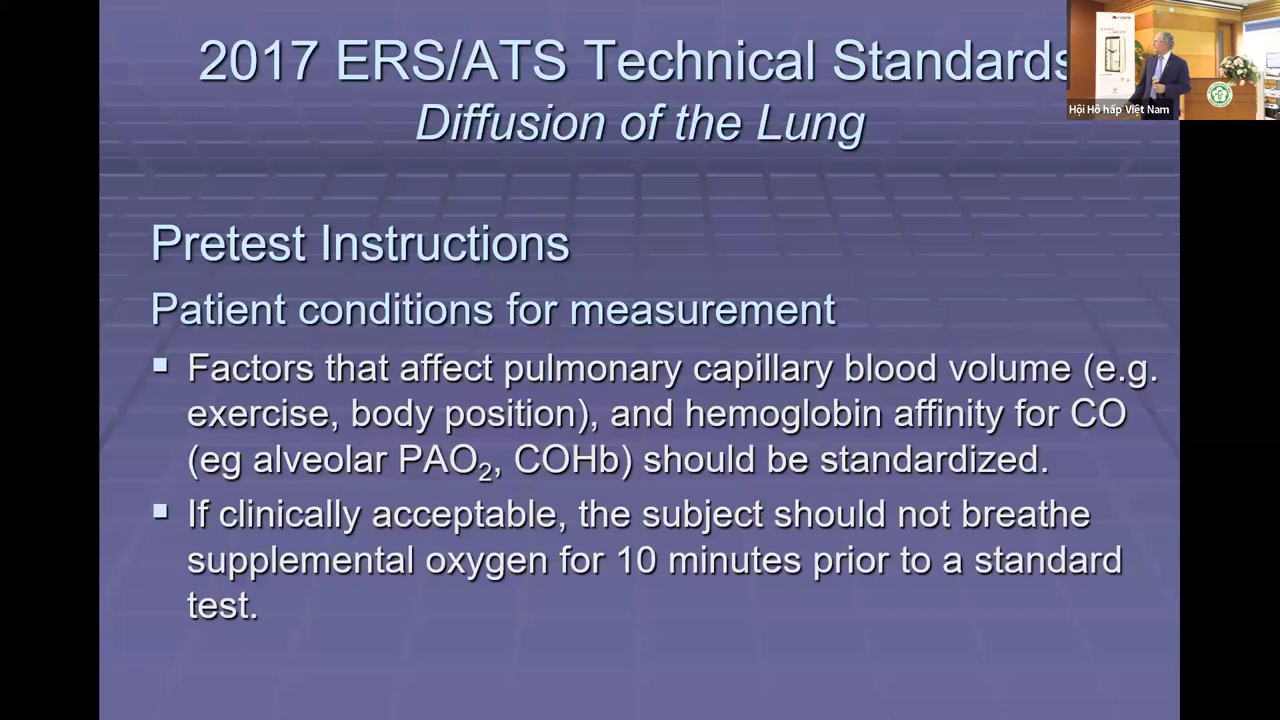 2017 ERS/ATS Technical Standards
Diffusion of the Lung
Hội Hô hấp Việt Nam
Pretest Instructions
Patient conditions for measurement
▪ Factors that affect pulmonary capillary blood volume (e.g.
exercise, body position), and hemoglobin affinity for CO
(eg alveolar PAO₂, COHb) should be standardized.
▪ If clinically acceptable, the subject should not breathe
supplemental oxygen for 10 minutes prior to a standard
test.